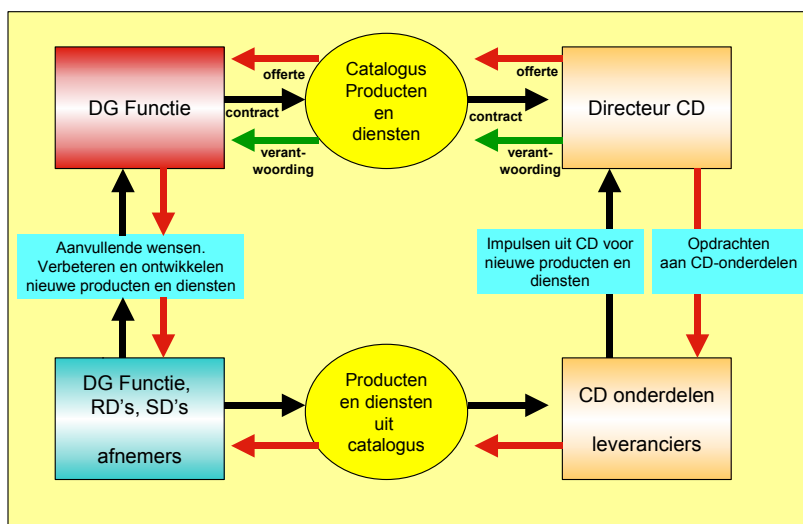 DG Functie
offerte
contract
verant-
woording
Catalogus
Producten
en
diensten
offerte
contract
verant-
woording
Directeur CD
Aanvullende wensen.
Verbeteren en ontwikkelen
nieuwe producten en diensten
Impulsen uit CD voor
nieuwe producten en
diensten
Opdrachten
aan CD-onderdelen
DG Functie,
RD's, SD's
afnemers
Producten
en diensten
uit
catalogus
CD onderdelen
leveranciers